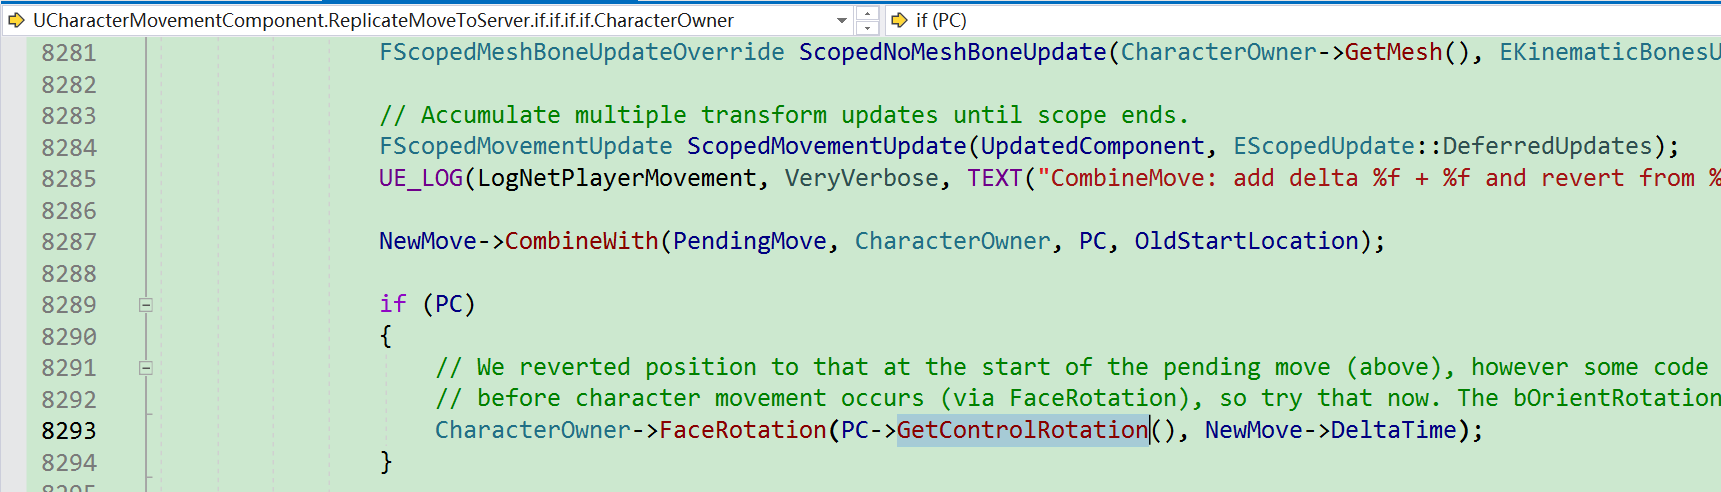 UCharacterMovementComponent.ReplicateMoveToServer.if.if.if.if.CharacterOwner if (PC)
8281 FScopedMeshBoneUpdateOverride ScopedNoMeshBoneUpdate(CharacterOwner->GetMesh(), EKinematicBonesU
8282
8283 // Accumulate multiple transform updates until scope ends.
8284 FScopedMovementUpdate ScopedMovementUpdate(UpdatedComponent, EScopedUpdate::DeferredUpdates);
8285 UE_LOG(LogNetPlayerMovement, VeryVerbose, TEXT("CombineMove: add delta %f + %f and revert from %
8286
8287 NewMove->CombineWith(PendingMove, CharacterOwner, PC, OldStartLocation);
8288
8289 if (PC)
8290 {
8291 // We reverted position to that at the start of the pending move (above), however some code
8292 // before character movement occurs (via FaceRotation), so try that now. The bOrientRotation
8293 CharacterOwner->FaceRotation(PC->GetControlRotation(), NewMove->DeltaTime);
8294 }
8295